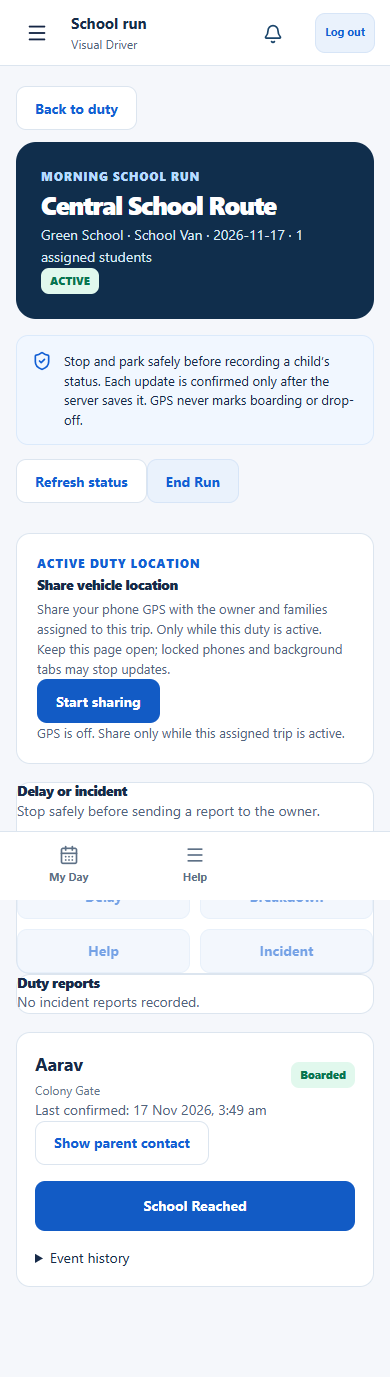 School run
Visual Driver
Log out
Back to duty
MORNING SCHOOL RUN
Central School Route
Green School · School Van · 2026-11-17 · 1
assigned students
ACTIVE
Stop and park safely before recording a child's
status. Each update is confirmed only after the
server saves it. GPS never marks boarding or drop-
off.
Refresh status
End Run
ACTIVE DUTY LOCATION
Share vehicle location
Share your phone GPS with the owner and families
assigned to this trip. Only while this duty is active.
Keep this page open; locked phones and background
tabs may stop updates.
Start sharing
GPS is off. Share only while this assigned trip is active.
Delay or incident
Stop safely before sending a report to the owner.
My Day
Help
Delay
Breakdown
Help
Incident
Duty reports
No incident reports recorded.
Aarav
Boarded
Colony Gate
Last confirmed: 17 Nov 2026, 3:49 am
Show parent contact
School Reached
Event history